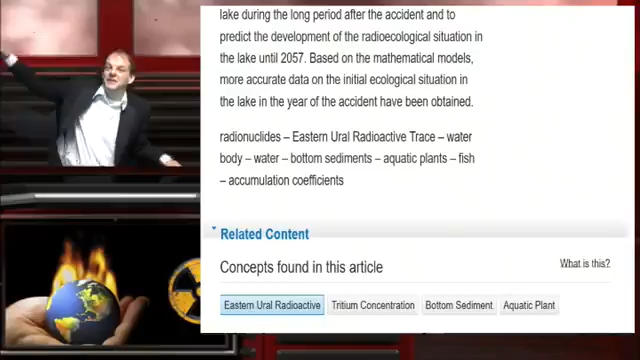 lake during the long period after the accident and to
predict the development of the radioecological situation in
the lake until 2057. Based on the mathematical models,
more accurate data on the initial ecological situation in
the lake in the year of the accident have been obtained.
radionuclides – Eastern Ural Radioactive Trace – water
body – water – bottom sediments – aquatic plants – fish
– accumulation coefficients
Related Content
Concepts found in this article
What is this?
Eastern Ural Radioactive
Tritium Concentration
Bottom Sediment
Aquatic Plant